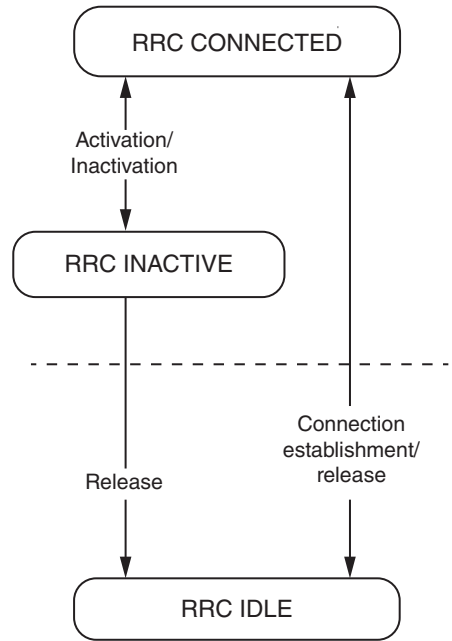 RRC CONNECTED
Activation/
Inactivation
RRC INACTIVE
Connection
establishment/
release
Release
RRC IDLE